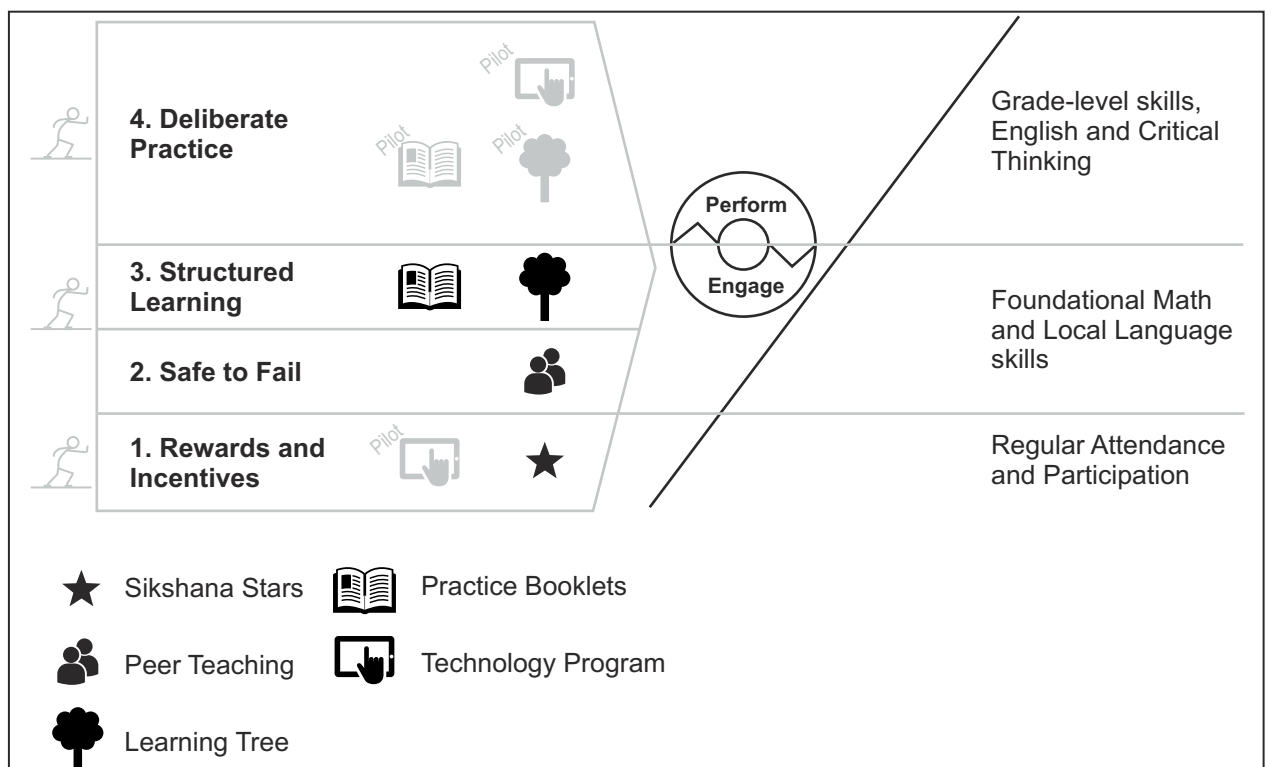 Pilot
4. Deliberate
Practice
Pilot
Pilot
Grade-level skills,
English and Critical
Thinking
Perform
Engage
3. Structured
Learning
Foundational Math
and Local Language
skills
2. Safe to Fail
1. Rewards and
Incentives
Pilot
Regular Attendance
and Participation
Sikshana Stars
Practice Booklets
Peer Teaching
Technology Program
Learning Tree